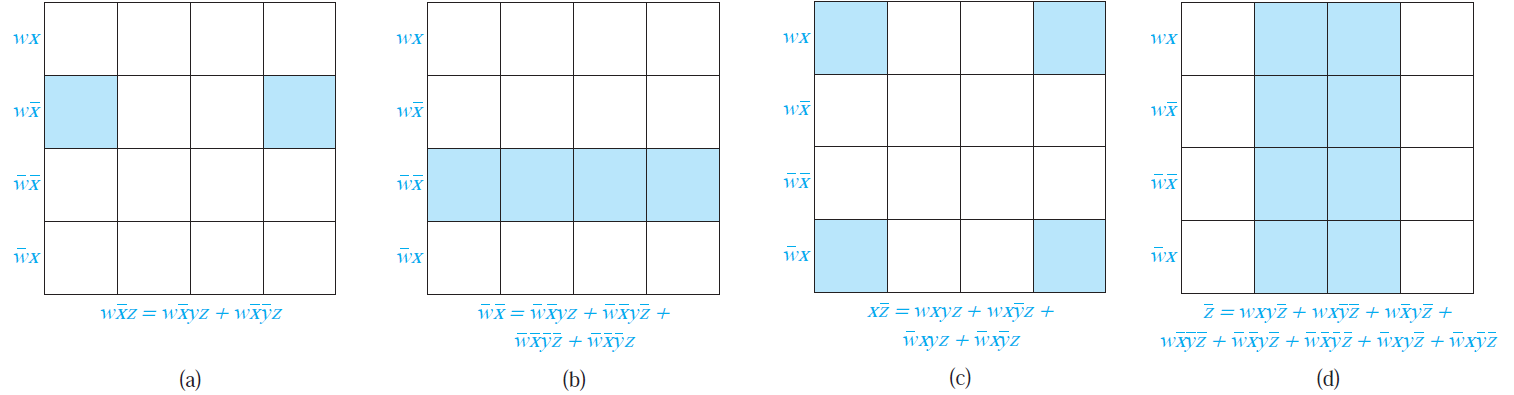 wx
wx̄
w̄x̄
w̄x
wx̄z = wx̄yz + wx̄ȳz
(a)
wx
wx̄
w̄x̄
w̄x
w̄x̄ = w̄x̄yz + w̄x̄yz̄ +
w̄x̄ȳz̄ + w̄x̄ȳz
(b)
wx
wx̄
w̄x̄
w̄x
xz̄ = wxyz + wxȳz +
w̄xyz + w̄xȳz
(c)
wx
wx̄
w̄x̄
w̄x
z̄ = wxyz̄ + wxȳz̄ + wx̄yz̄ +
wx̄ȳz̄ + w̄x̄yz̄ + w̄x̄ȳz̄ + w̄xyz̄ + w̄xȳz̄
(d)